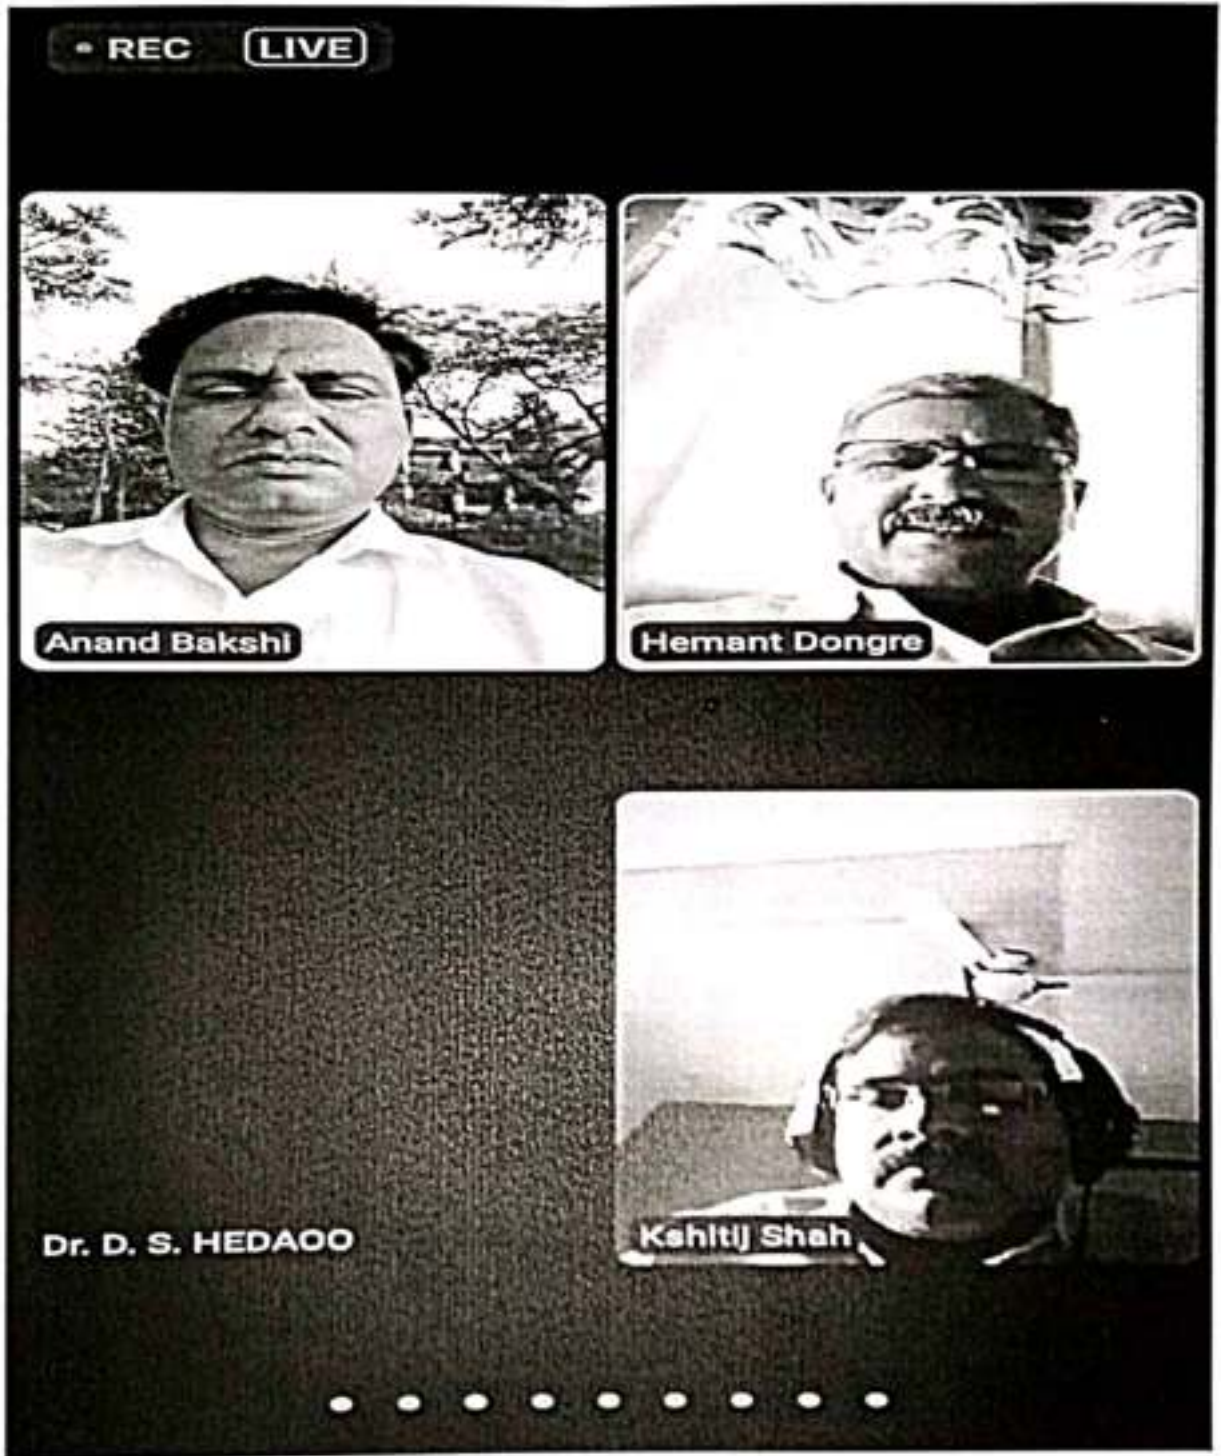 REC LIVE
Anand Bakshi
Hemant Dongre
Dr. D. S. HEDAOO
Kshitij Shah